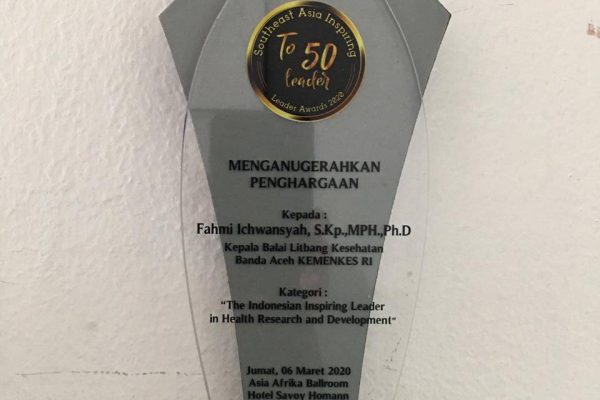 Southeast Asia Inspiring
To 50
leader
Leader Awards 2020
MENGANUGERAHKAN
PENGHARGAAN
Kepada :
Fahmi Ichwansyah, S.Kp.,MPH.,Ph.D
Kepala Balai Litbang Kesehatan
Banda Aceh KEMENKES RI
Kategori :
"The Indonesian Inspiring Leader
in Health Research and Development"
Jumat, 06 Maret 2020
Asia Afrika Ballroom
Hotel Savoy Homann